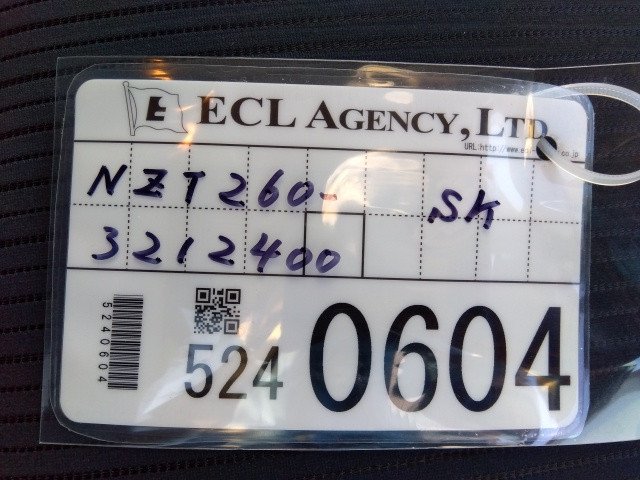 E ECL AGENCY, LTD
NZT260- SK
3212400
5240604
524 0604